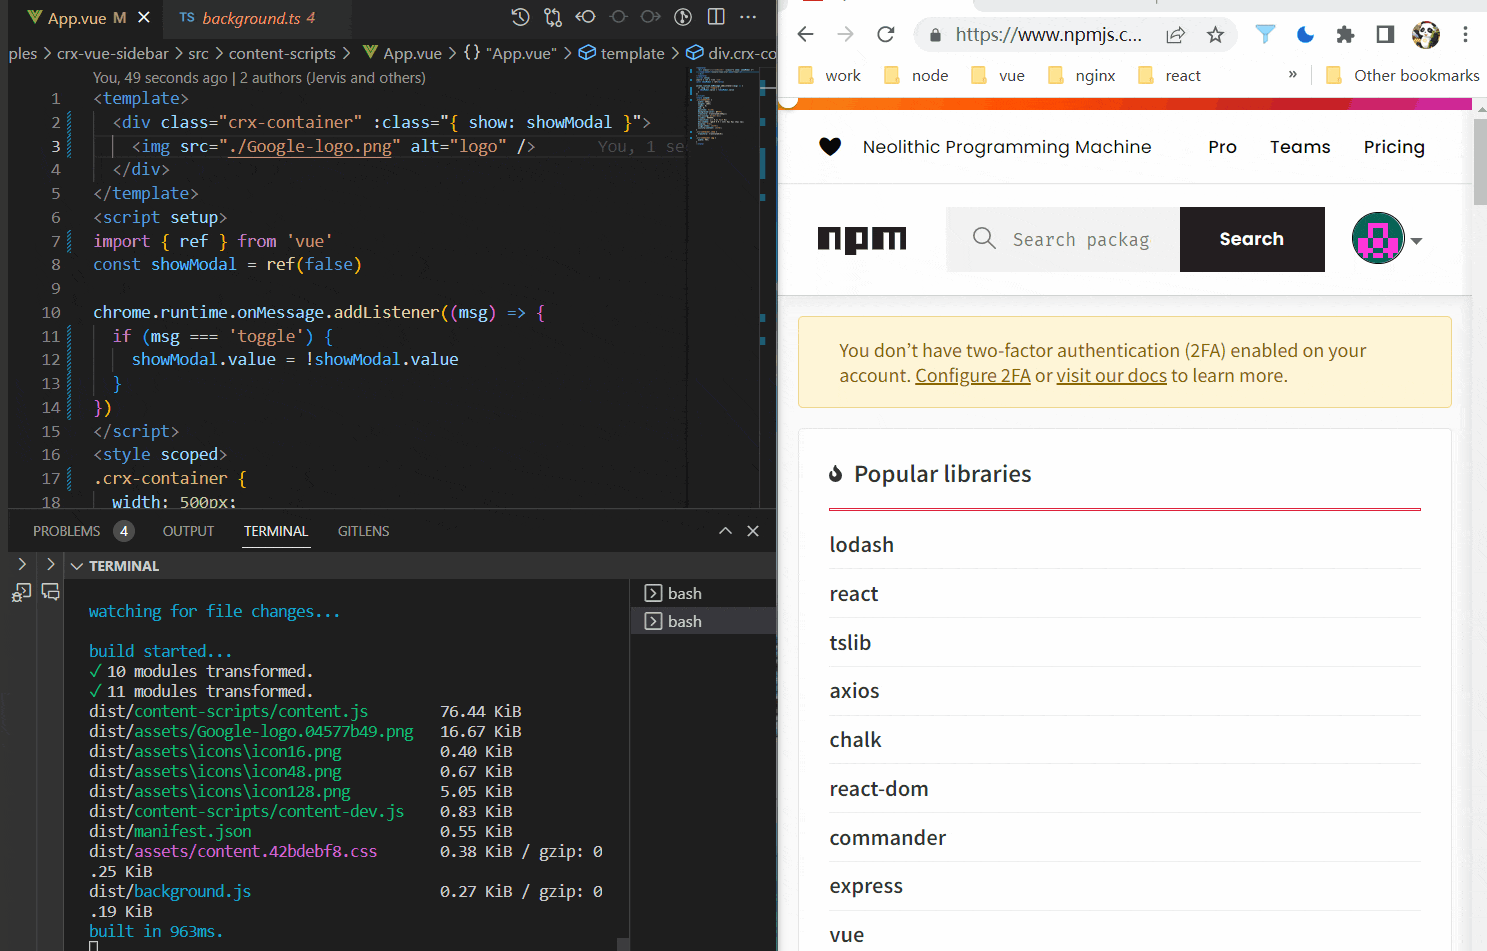 App.vue M
TS background.ts 4
ples > crx-vue-sidebar > src > content-scripts > App.vue > {} "App.vue" > template > div.crx-co
You, 49 seconds ago | 2 authors (Jervis and others)
1 <template>
2 <div class="crx-container" :class="{ show: showModal }">
3 <img src="./Google-logo.png" alt="logo" /> You, 1 se
4 </div>
5 </template>
6 <script setup>
7 import { ref } from 'vue'
8 const showModal = ref(false)
9
10 chrome.runtime.onMessage.addListener((msg) => {
11 if (msg === 'toggle') {
12 showModal.value = !showModal.value
13 }
14 })
15 </script>
16 <style scoped>
17 .crx-container {
18 width: 500px;
PROBLEMS 4 OUTPUT TERMINAL GITLENS
TERMINAL
bash
bash
watching for file changes...
build started...
✓ 10 modules transformed.
✓ 11 modules transformed.
dist/content-scripts/content.js 76.44 KiB
dist/assets/Google-logo.04577b49.png 16.67 KiB
dist/assets\icons\icon16.png 0.40 KiB
dist/assets\icons\icon48.png 0.67 KiB
dist/assets\icons\icon128.png 5.05 KiB
dist/content-scripts/content-dev.js 0.83 KiB
dist/manifest.json 0.55 KiB
dist/assets/content.42bdebf8.css 0.38 KiB / gzip: 0
.25 KiB
dist/background.js 0.27 KiB / gzip: 0
.19 KiB
built in 963ms.
https://www.npmjs.c...
work node vue nginx react » Other bookmarks
Neolithic Programming Machine Pro Teams Pricing
npm Search packag Search
You don't have two-factor authentication (2FA) enabled on your
account. Configure 2FA or visit our docs to learn more.
Popular libraries
lodash
react
tslib
axios
chalk
react-dom
commander
express
vue